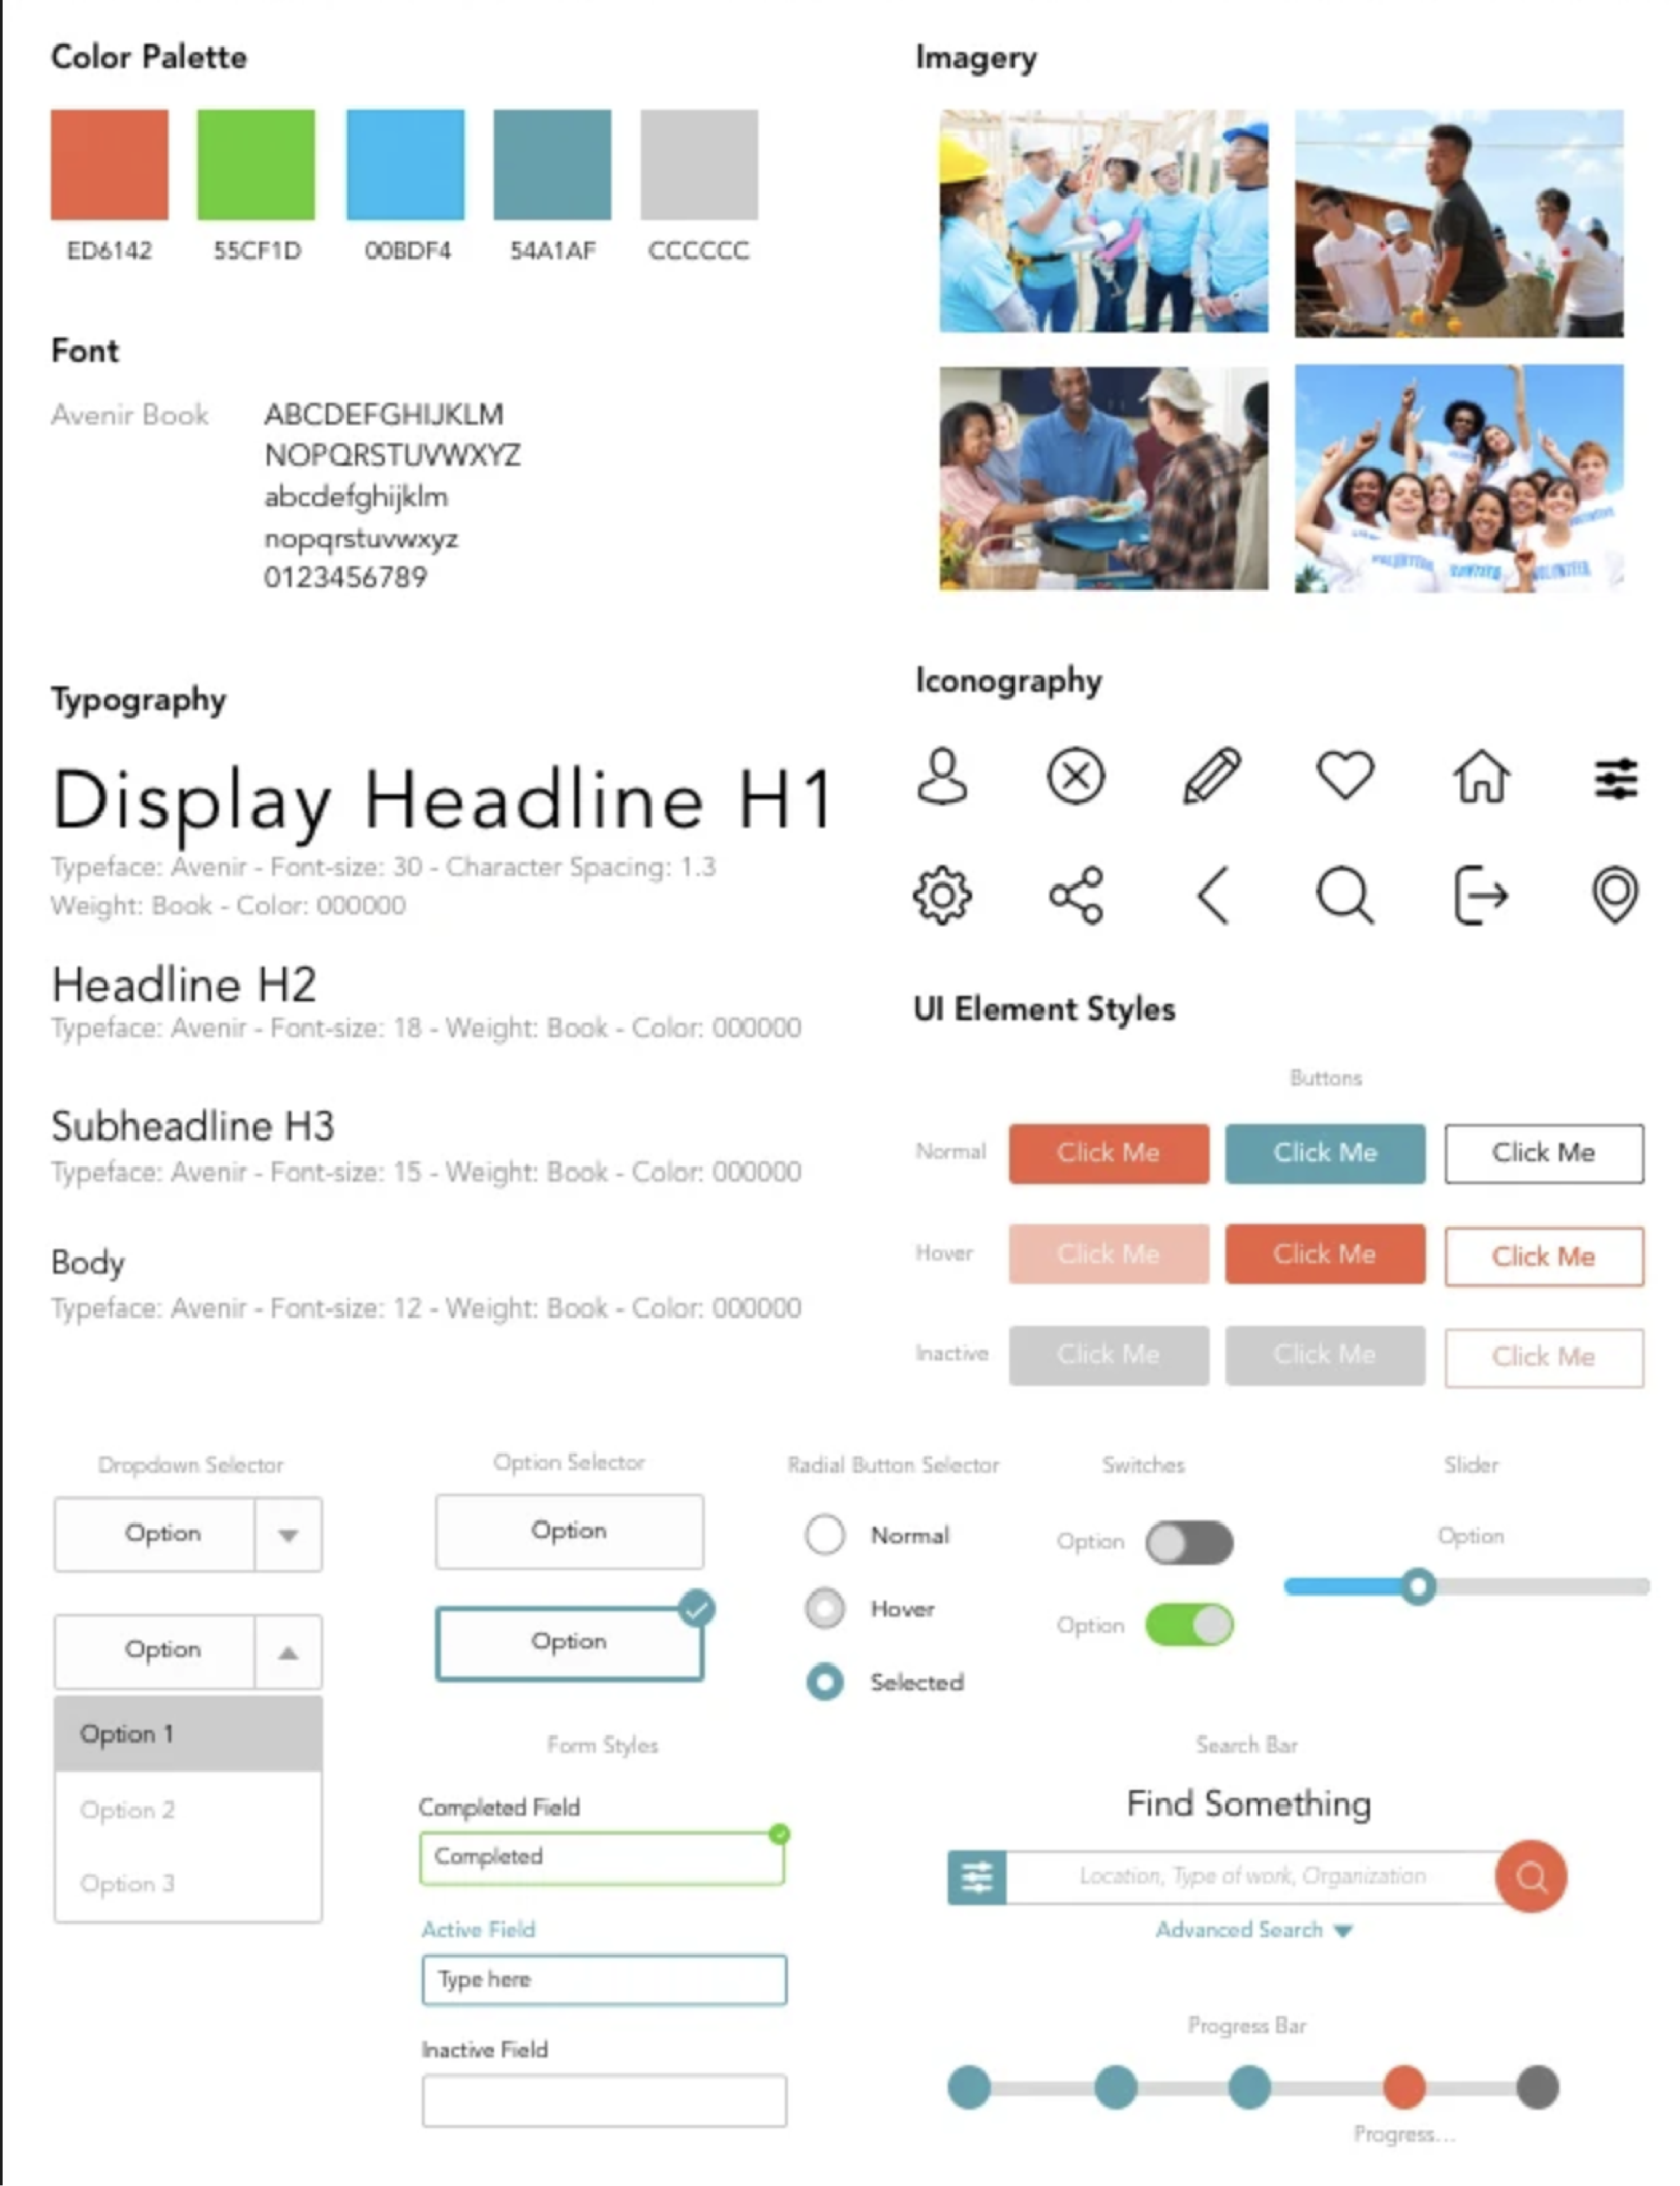 Color Palette
ED6142
55CF1D
00BDF4
54A1AF
CCCCCC
Font
Avenir Book
ABCDEFGHIJKLM
NOPQRSTUVWXYZ
abcdefghijklm
nopqrstuvwxyz
0123456789
Typography
Display Headline H1
Typeface: Avenir - Font-size: 30 - Character Spacing: 1.3
Weight: Book - Color: 000000
Headline H2
Typeface: Avenir - Font-size: 18 - Weight: Book - Color: 000000
Subheadline H3
Typeface: Avenir - Font-size: 15 - Weight: Book - Color: 000000
Body
Typeface: Avenir - Font-size: 12 - Weight: Book - Color: 000000
Imagery
VOLUNTEER
Iconography
UI Element Styles
Buttons
Normal
Click Me
Click Me
Click Me
Hover
Click Me
Click Me
Click Me
Inactive
Click Me
Click Me
Click Me
Dropdown Selector
Option
Option
Option 1
Option 2
Option 3
Option Selector
Option
Option
Radial Button Selector
Normal
Hover
Selected
Switches
Option
Option
Slider
Option
Form Styles
Completed Field
Completed
Active Field
Type here
Inactive Field
Search Bar
Find Something
Location, Type of work, Organization
Advanced Search
Progress Bar
Progress...